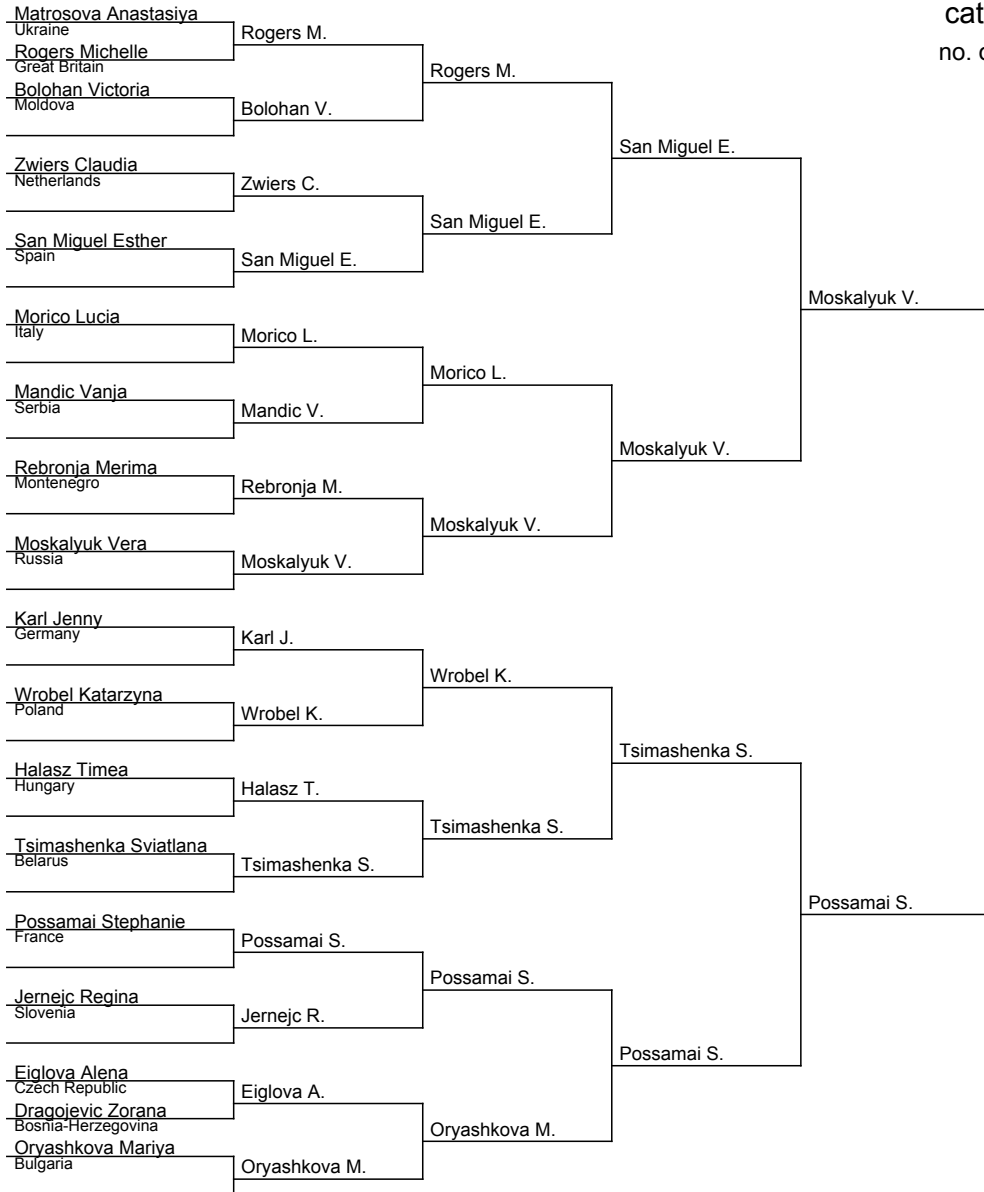 Matrosova Anastasiya
Ukraine
Rogers Michelle
Great Britain
Bolohan Victoria
Moldova
Zwiers Claudia
Netherlands
San Miguel Esther
Spain
Morico Lucia
Italy
Mandic Vanja
Serbia
Rebronja Merima
Montenegro
Moskalyuk Vera
Russia
Karl Jenny
Germany
Wrobel Katarzyna
Poland
Halasz Timea
Hungary
Tsimashenka Sviatlana
Belarus
Possamai Stephanie
France
Jernejc Regina
Slovenia
Eiglova Alena
Czech Republic
Dragojevic Zorana
Bosnia-Herzegovina
Oryashkova Mariya
Bulgaria
Rogers M.
Bolohan V.
Zwiers C.
San Miguel E.
Morico L.
Mandic V.
Rebronja M.
Moskalyuk V.
Karl J.
Wrobel K.
Halasz T.
Tsimashenka S.
Possamai S.
Jernejc R.
Eiglova A.
Oryashkova M.
Rogers M.
San Miguel E.
Morico L.
Moskalyuk V.
Wrobel K.
Tsimashenka S.
Possamai S.
Oryashkova M.
San Miguel E.
Moskalyuk V.
Tsimashenka S.
Possamai S.
Moskalyuk V.
Possamai S.
cat
no.